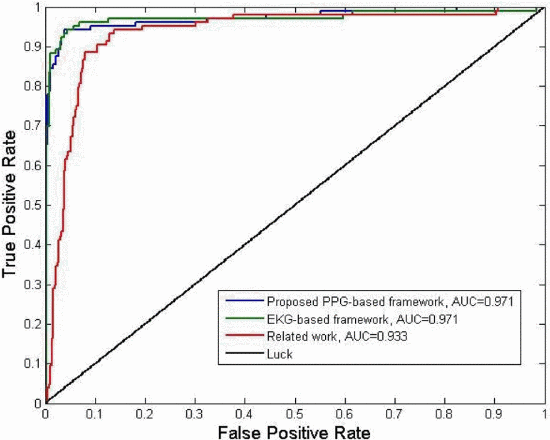 1
0.9
0.8
0.7
0.6
0.5
0.4
0.3
0.2
0.1
0
True Positive Rate
Proposed PPG-based framework, AUC=0.971
EKG-based framework, AUC=0.971
Related work, AUC=0.933
Luck
0 0.1 0.2 0.3 0.4 0.5 0.6 0.7 0.8 0.9 1
False Positive Rate